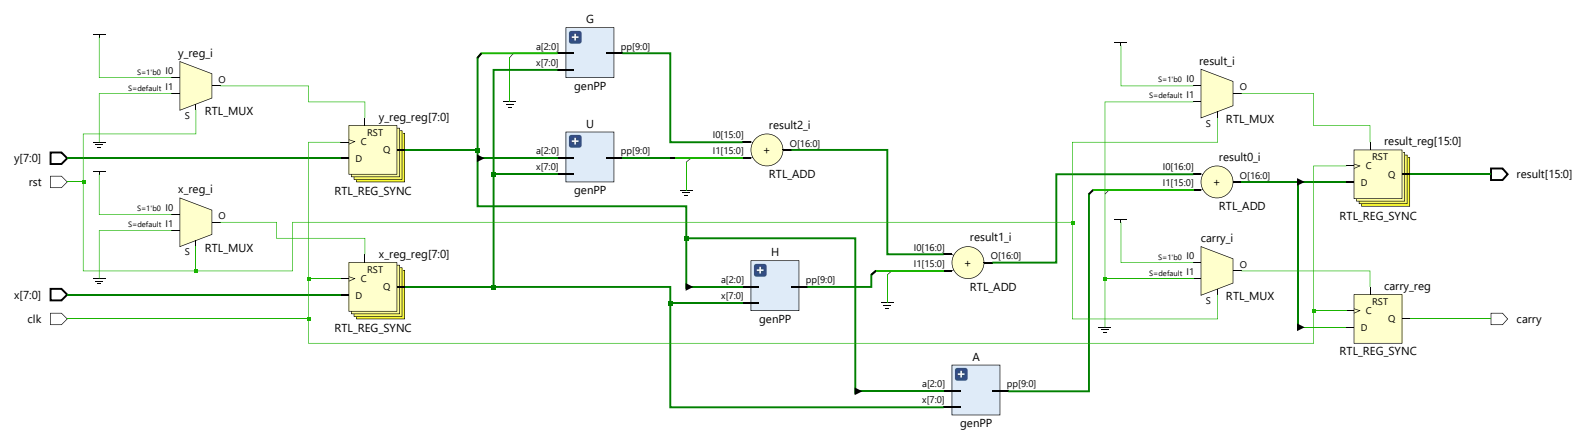 G
a[2:0]
pp[9:0]
x[7:0]
genPP
y_reg_i
S=1'b0 I0
O
S=default I1
S
RTL_MUX
y_reg_reg[7:0]
RST
C
Q
D
RTL_REG_SYNC
y[7:0]
rst
U
a[2:0]
pp[9:0]
x[7:0]
genPP
result2_i
I0[15:0]
O[16:0]
I1[15:0]
+
RTL_ADD
x_reg_i
S=1'b0 I0
O
S=default I1
S
RTL_MUX
x_reg_reg[7:0]
RST
C
Q
D
RTL_REG_SYNC
x[7:0]
clk
H
a[2:0]
pp[9:0]
x[7:0]
genPP
result1_i
I0[16:0]
O[16:0]
I1[15:0]
+
RTL_ADD
A
a[2:0]
pp[9:0]
x[7:0]
genPP
result_i
S=1'b0 I0
O
S=default I1
S
RTL_MUX
result0_i
I0[16:0]
O[16:0]
I1[15:0]
+
RTL_ADD
result_reg[15:0]
RST
C
Q
D
RTL_REG_SYNC
result[15:0]
carry_i
S=1'b0 I0
O
S=default I1
S
RTL_MUX
carry_reg
RST
C
Q
D
RTL_REG_SYNC
carry